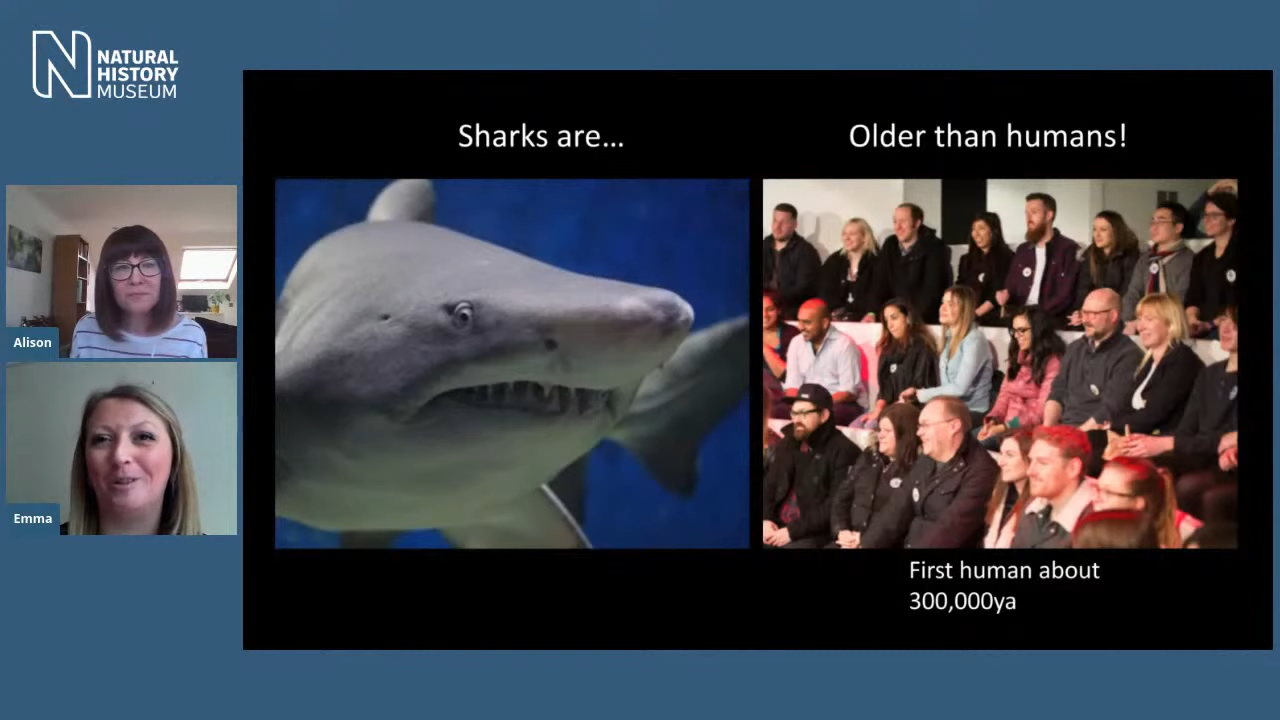 NATURAL
HISTORY
MUSEUM
Sharks are...
Older than humans!
Alison
Emma
First human about
300,000ya